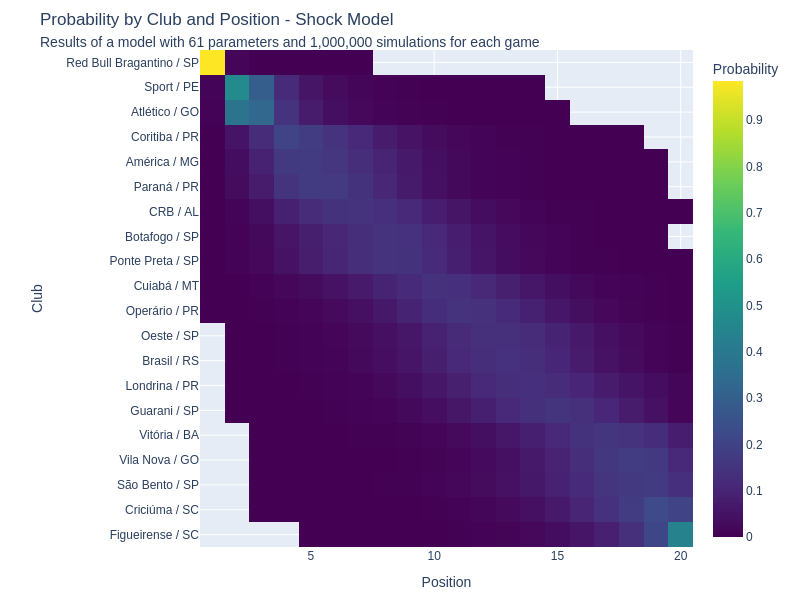 Probability by Club and Position - Shock Model
Results of a model with 61 parameters and 1,000,000 simulations for each game
Probability
Red Bull Bragantino / SP
Sport / PE
Atlético / GO
Coritiba / PR
América / MG
Paraná / PR
CRB / AL
Botafogo / SP
Ponte Preta / SP
Cuiabá / MT
Operário / PR
Oeste / SP
Brasil / RS
Londrina / PR
Guarani / SP
Vitória / BA
Vila Nova / GO
São Bento / SP
Criciúma / SC
Figueirense / SC
Club
5
10
15
20
Position
0.9
0.8
0.7
0.6
0.5
0.4
0.3
0.2
0.1
0